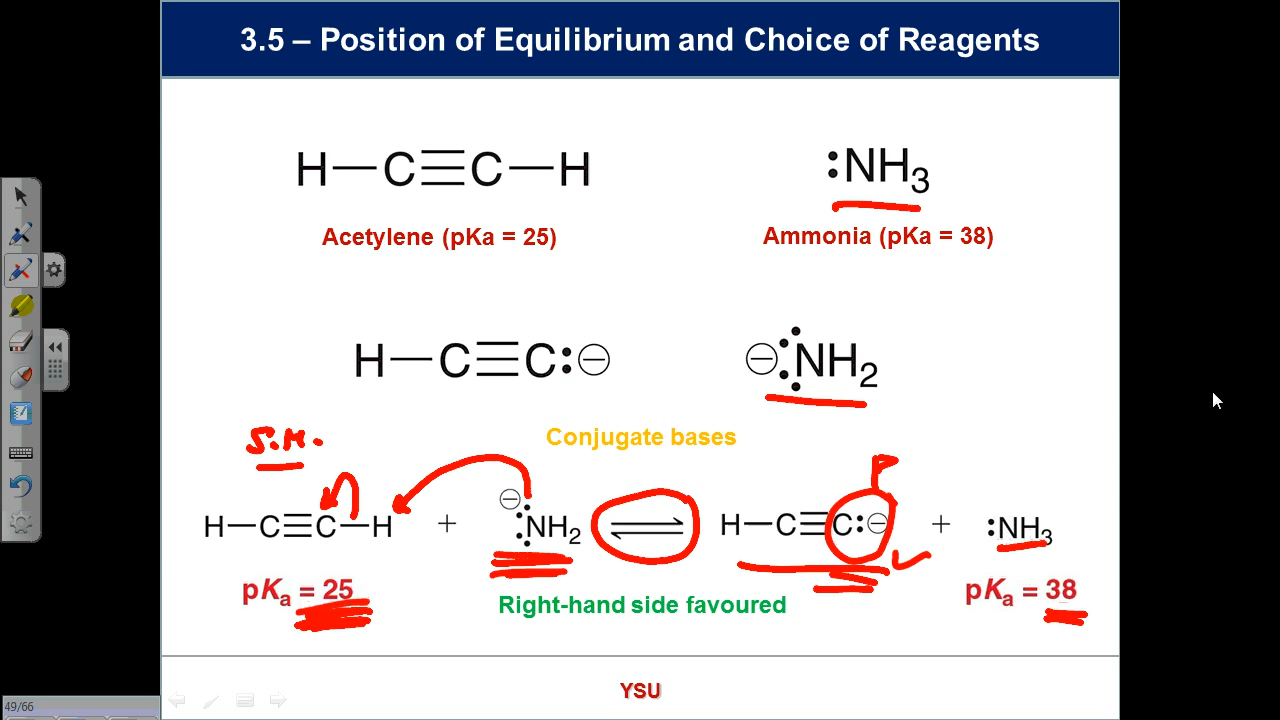 3.5 – Position of Equilibrium and Choice of Reagents
H—C≡C—H
:NH₃
Acetylene (pKa = 25)
Ammonia (pKa = 38)
H—C≡C:⊖
⊖:NH₂
S.M.
Conjugate bases
H—C≡C—H + ⊖:NH₂ ⇌ H—C≡C:⊖ + :NH₃
pKₐ = 25
pKₐ = 38
Right-hand side favoured
YSU
49/66